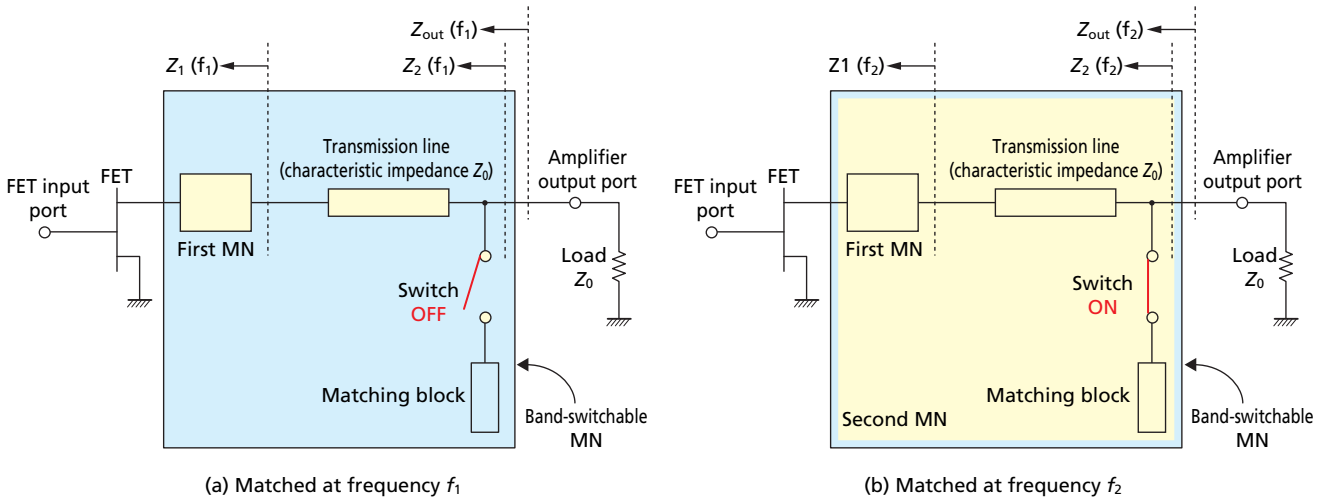 Zout (f1)
Z1 (f1)
Z2 (f1)
Transmission line
(characteristic impedance Z0)
Amplifier
output port
FET
FET input
port
First MN
Load
Z0
Switch
OFF
Matching block
Band-switchable
MN
(a) Matched at frequency f1
Zout (f2)
Z1 (f2)
Z2 (f2)
Transmission line
(characteristic impedance Z0)
Amplifier
output port
FET
FET input
port
First MN
Load
Z0
Switch
ON
Matching block
Second MN
Band-switchable
MN
(b) Matched at frequency f2